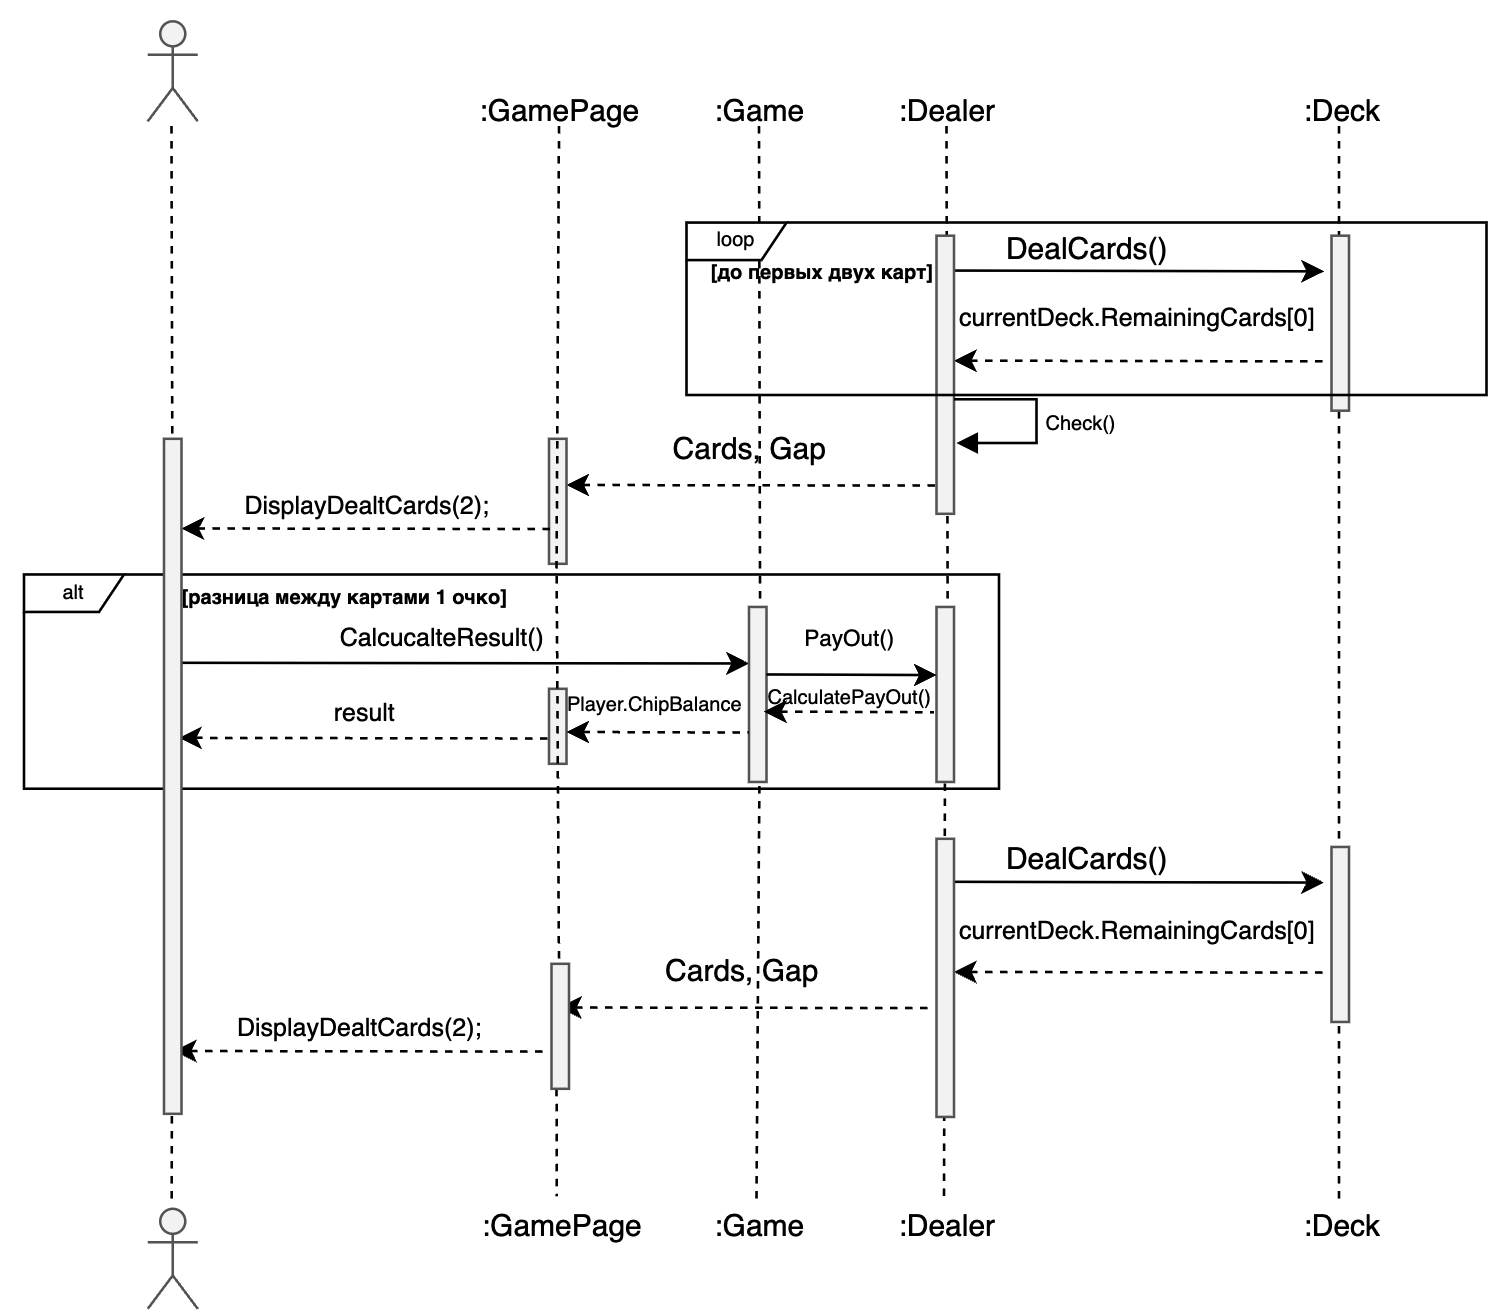 :GamePage
:Game
:Dealer
:Deck
loop
[до первых двух карт]
DealCards()
currentDeck.RemainingCards[0]
Check()
Cards, Gap
DisplayDealtCards(2);
alt
[разница между картами 1 очко]
CalcucalteResult()
PayOut()
CalculatePayOut()
Player.ChipBalance
result
DealCards()
currentDeck.RemainingCards[0]
Cards, Gap
DisplayDealtCards(2);
:GamePage
:Game
:Dealer
:Deck